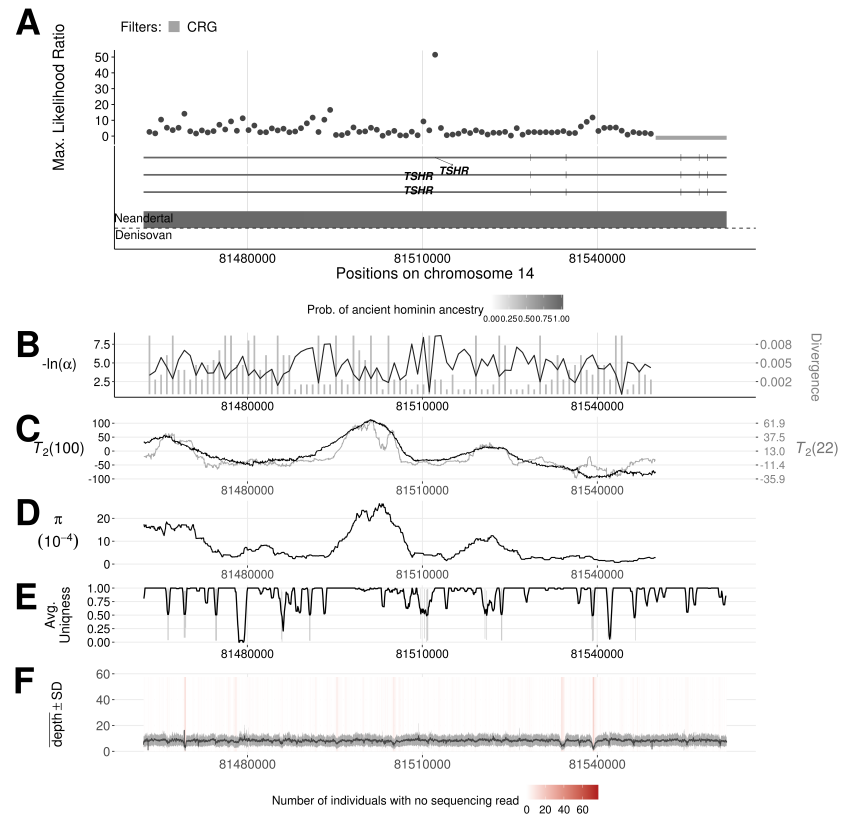 A
Filters: CRG
Max. Likelihood Ratio
50
40
30
20
10
0
TSHR
TSHR
TSHR
Neandertal
Denisovan
81480000 81510000 81540000
Positions on chromosome 14
Prob. of ancient hominin ancestry
0.00 0.25 0.50 0.75 1.00
B
-ln(α)
7.5
5.0
2.5
0.008
0.005
0.002
Divergence
81480000 81510000 81540000
C
T2(100)
100
50
0
-50
-100
61.9
37.5
13.0
-11.4
-35.9
T2(22)
81480000 81510000 81540000
D
π
(10⁻⁴)
20
10
0
81480000 81510000 81540000
E
Avg.
Uniqness
1.00
0.75
0.50
0.25
0.00
81480000 81510000 81540000
F
depth ± SD
60
40
20
0
81480000 81510000 81540000
Number of individuals with no sequencing read
0 20 40 60